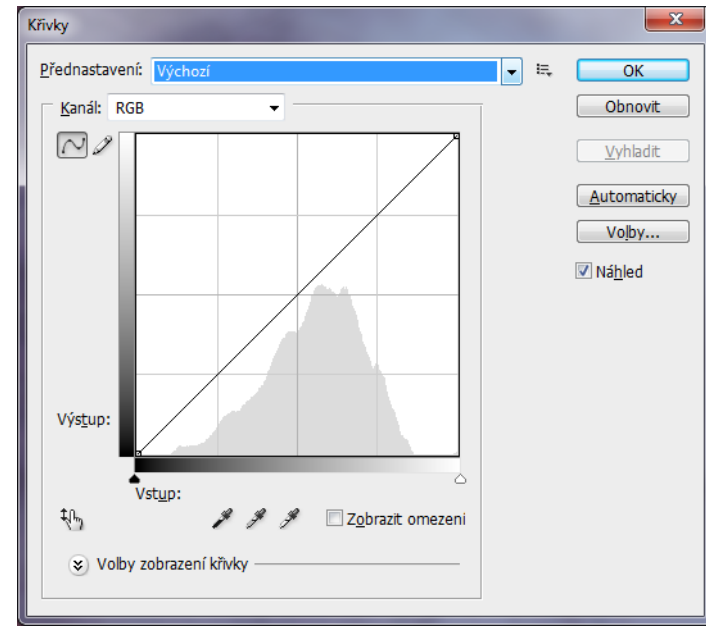 Křivky
Přednastavení: Výchozí
OK
Kanál: RGB
Obnovit
Vyhladit
Automaticky
Volby...
Náhled
Výstup:
Vstup:
Zobrazit omezení
Volby zobrazení křivky